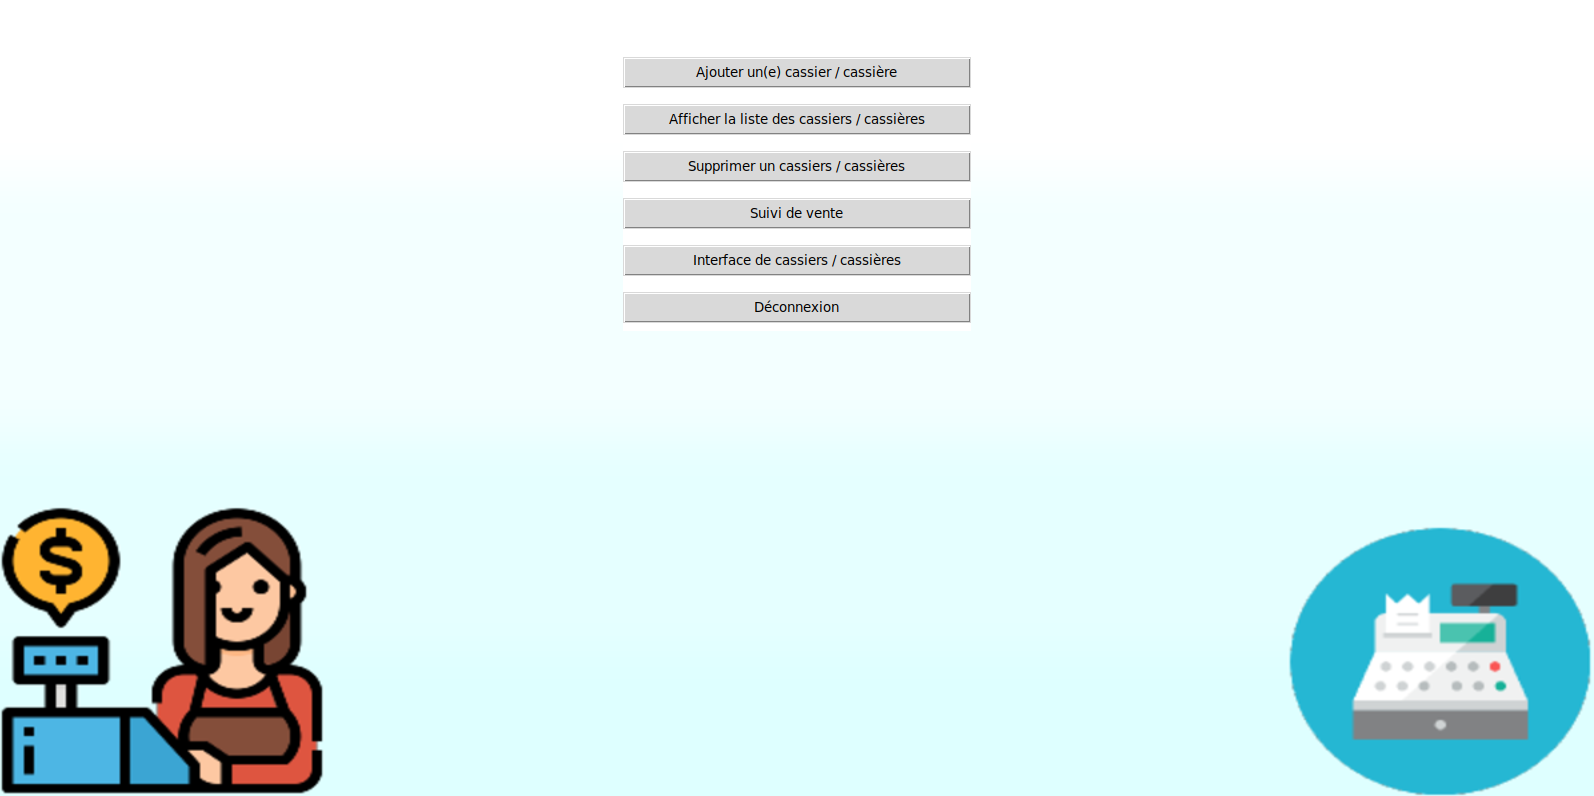 Ajouter un(e) cassier / cassière
Afficher la liste des cassiers / cassières
Supprimer un cassiers / cassières
Suivi de vente
Interface de cassiers / cassières
Déconnexion
$